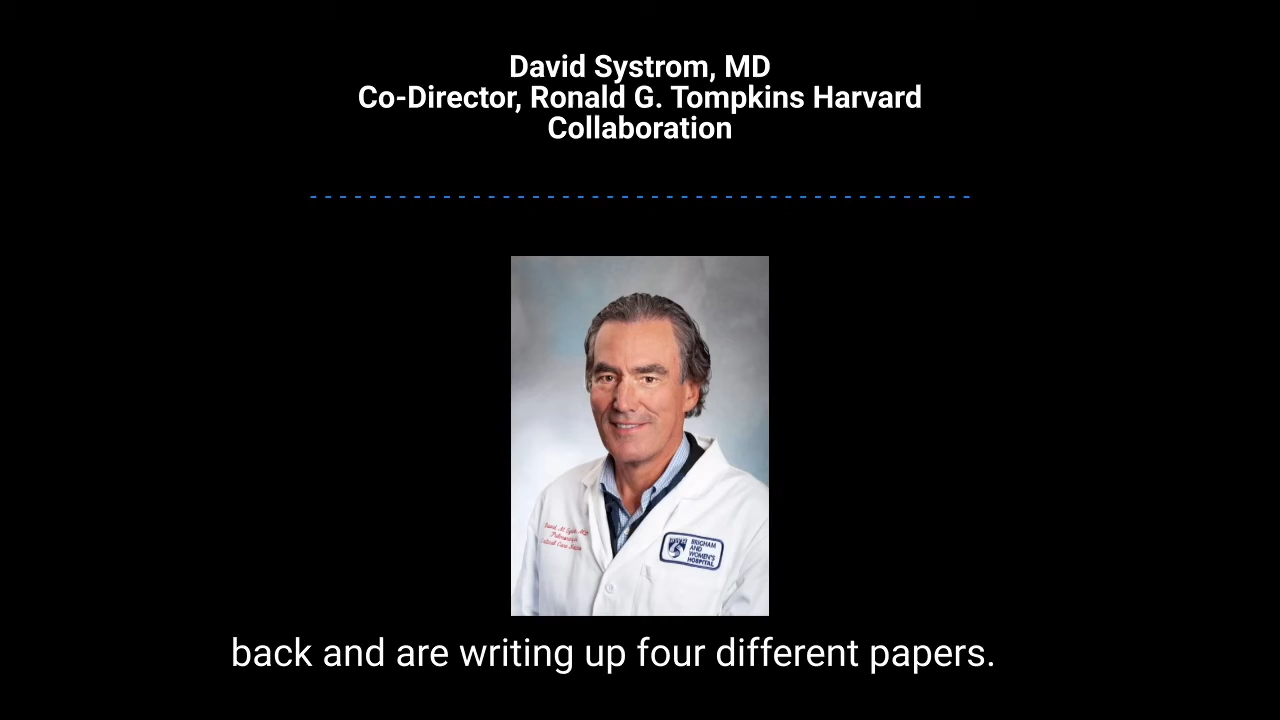 David Systrom, MD
Co-Director, Ronald G. Tompkins Harvard
Collaboration
BRIGHAM
AND
WOMEN'S
HOSPITAL
back and are writing up four different papers.